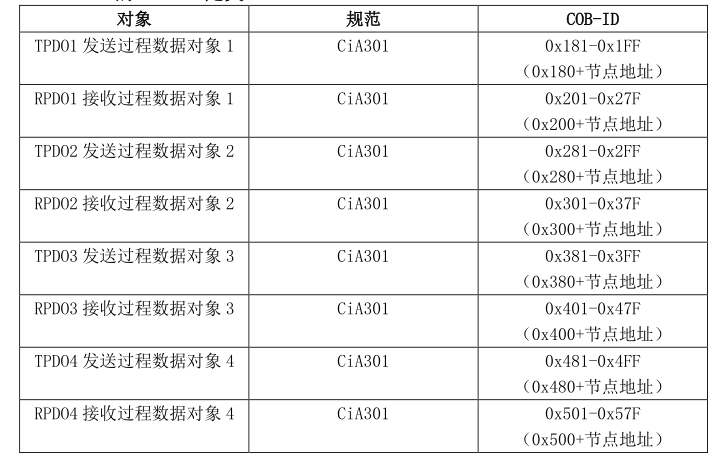 对象 规范 COB-ID
TPDO1 发送过程数据对象 1 CiA301 0x181-0x1FF
（0x180+节点地址）
RPDO1 接收过程数据对象 1 CiA301 0x201-0x27F
（0x200+节点地址）
TPDO2 发送过程数据对象 2 CiA301 0x281-0x2FF
（0x280+节点地址）
RPDO2 接收过程数据对象 2 CiA301 0x301-0x37F
（0x300+节点地址）
TPDO3 发送过程数据对象 3 CiA301 0x381-0x3FF
（0x380+节点地址）
RPDO3 接收过程数据对象 3 CiA301 0x401-0x47F
（0x400+节点地址）
TPDO4 发送过程数据对象 4 CiA301 0x481-0x4FF
（0x480+节点地址）
RPDO4 接收过程数据对象 4 CiA301 0x501-0x57F
（0x500+节点地址）